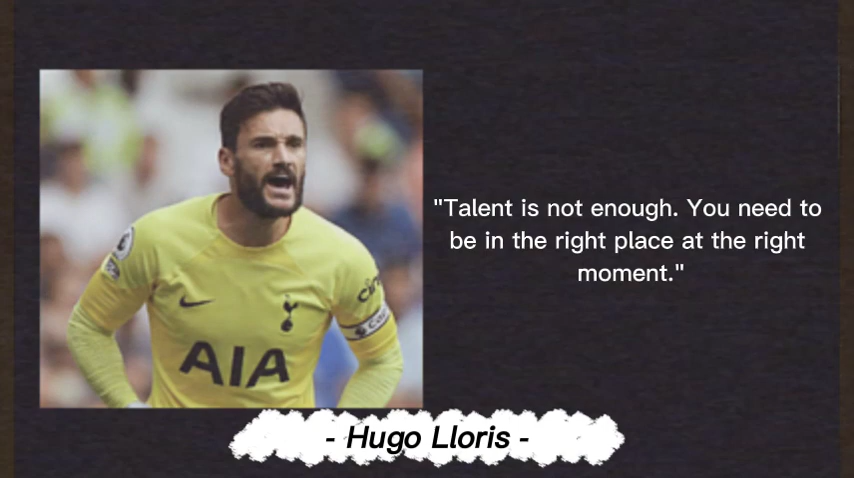 "Talent is not enough. You need to
be in the right place at the right
moment."
AIA
- Hugo Lloris -